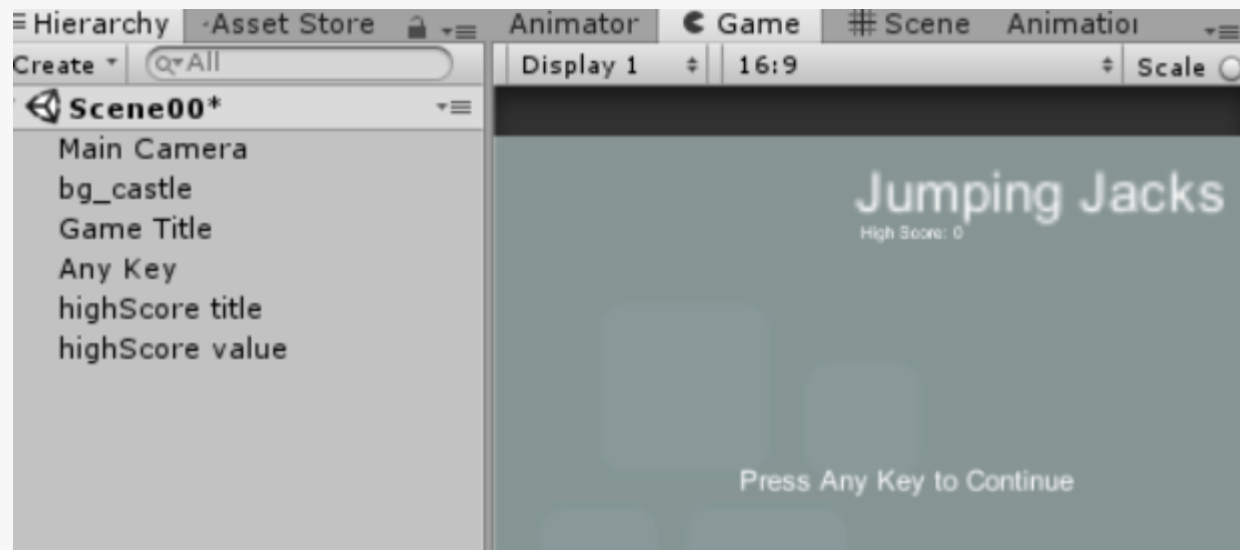 Hierarchy Asset Store
Create All
Scene00*
Main Camera
bg_castle
Game Title
Any Key
highScore title
highScore value
Animator Game Scene Animation
Display 1 16:9 Scale
Jumping Jacks
High Score: 0
Press Any Key to Continue